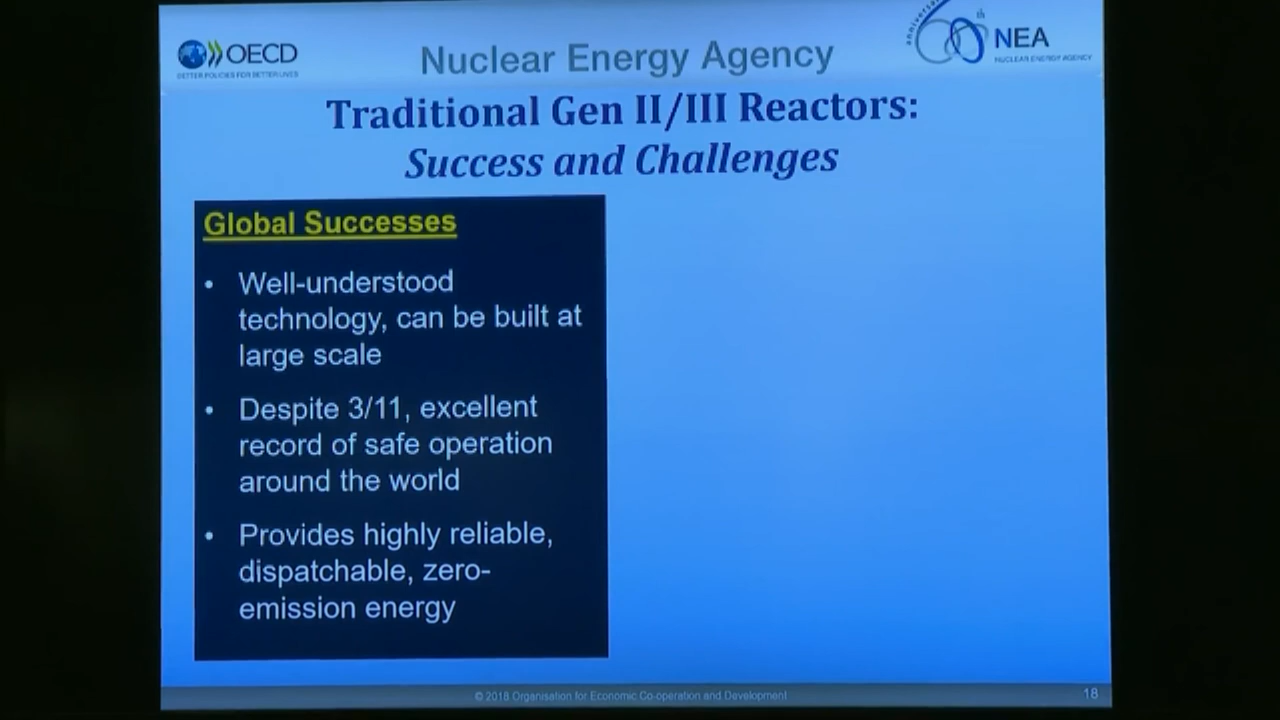 OECD
BETTER POLICIES FOR BETTER LIVES
Nuclear Energy Agency
anniversary
60th
NEA
NUCLEAR ENERGY AGENCY
Traditional Gen II/III Reactors:
Success and Challenges
Global Successes
• Well-understood
technology, can be built at
large scale
• Despite 3/11, excellent
record of safe operation
around the world
• Provides highly reliable,
dispatchable, zero-
emission energy
© 2018 Organisation for Economic Co-operation and Development
18